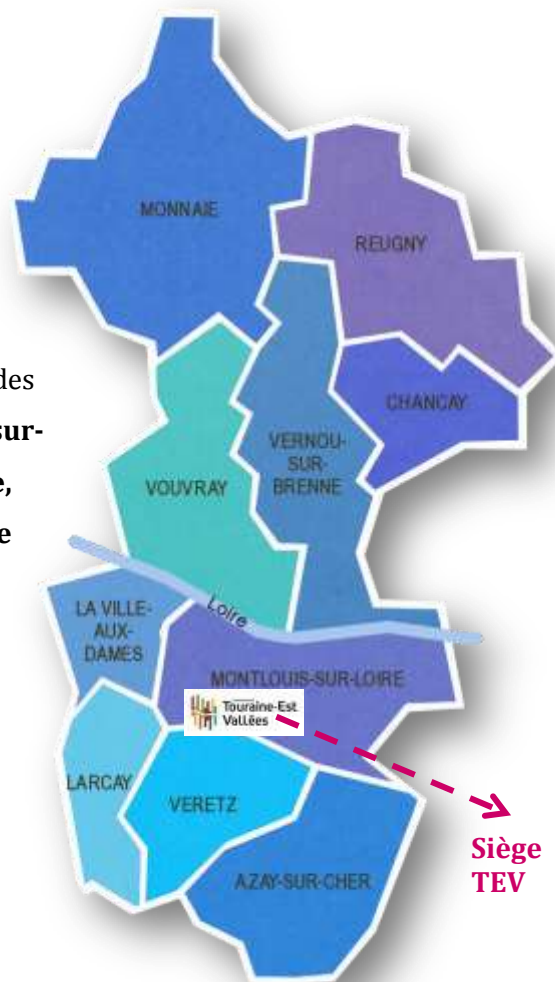 MONNAIE
REUGNY
des
sur-
e,
e
CHANCAY
VERNOU-
SUR-
BRENNE
VOUVRAY
Loire
LA VILLE-
AUX-
DAMES
MONTLOUIS-SUR-LOIRE
Touraine-Est
Vallées
LARCAY
VERETZ
AZAY-SUR-CHER
Siège
TEV